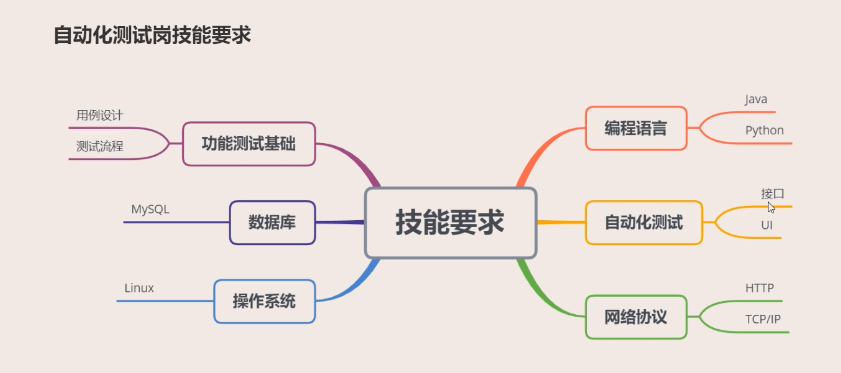 自动化测试岗技能要求
用例设计
测试流程
功能测试基础
MySQL
数据库
Linux
操作系统
技能要求
编程语言
Java
Python
自动化测试
接口
UI
网络协议
HTTP
TCP/IP